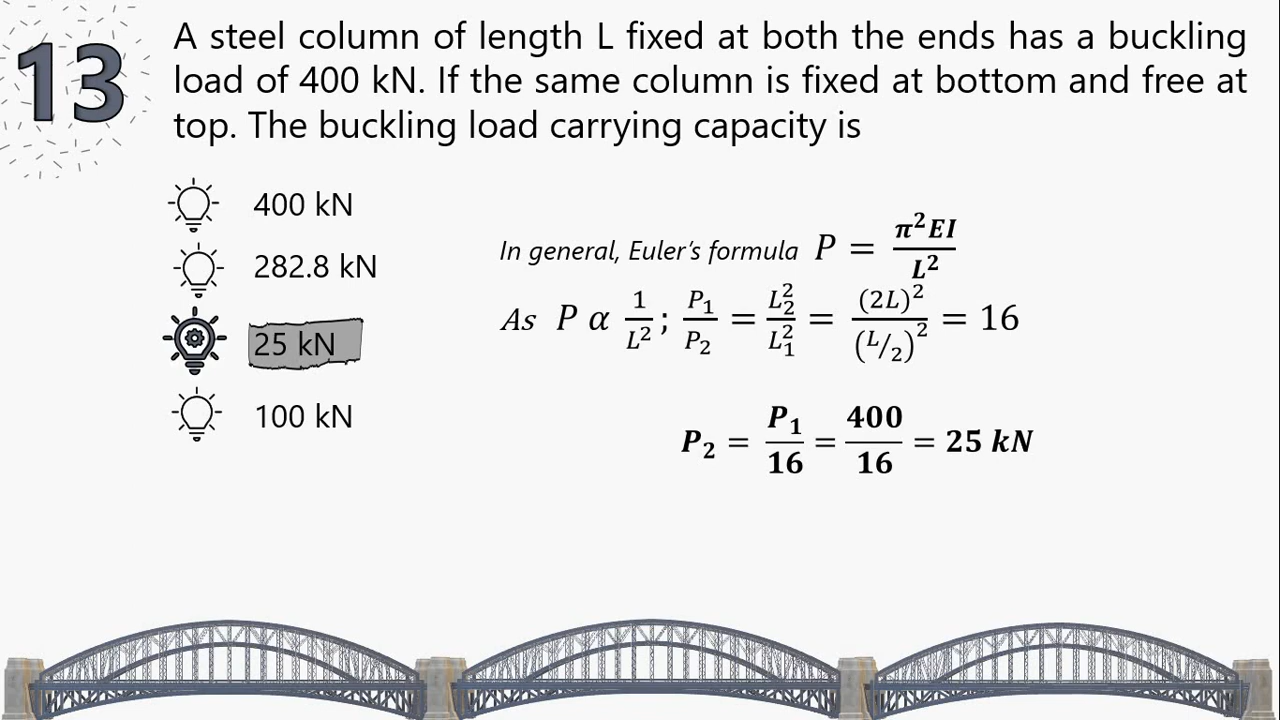 13
A steel column of length L fixed at both the ends has a buckling
load of 400 kN. If the same column is fixed at bottom and free at
top. The buckling load carrying capacity is
400 kN
282.8 kN
25 kN
100 kN
In general, Euler's formula P = π²EI / L²
As P α 1/L² ; P₁/P₂ = L₂²/L₁² = (2L)²/(L/2)² = 16
P₂ = P₁/16 = 400/16 = 25 kN